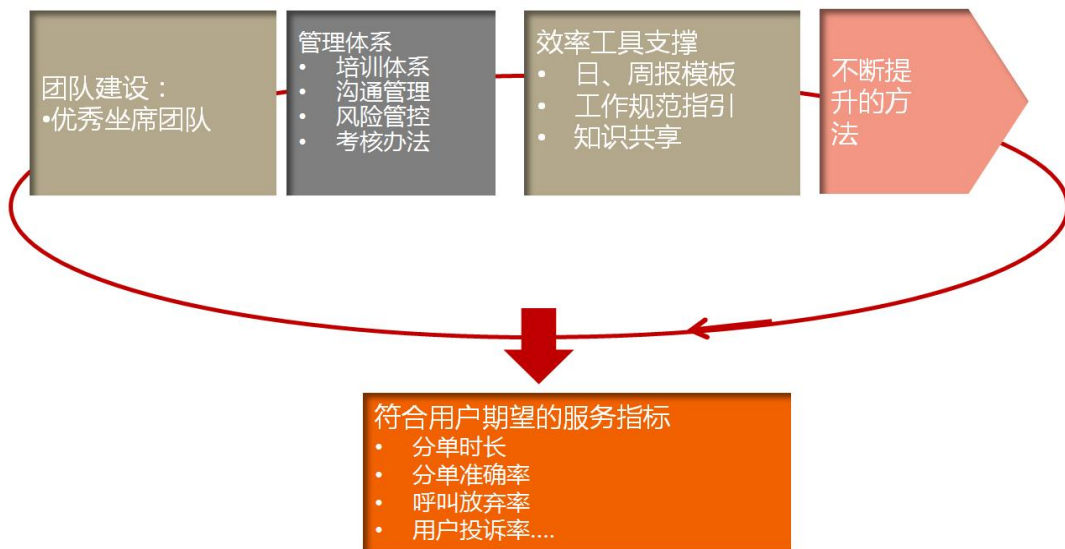 团队建设：
•优秀坐席团队
管理体系
• 培训体系
• 沟通管理
• 风险管控
• 考核办法
效率工具支撑
• 日、周报模板
• 工作规范指引
• 知识共享
不断提
升的方
法
符合用户期望的服务指标
• 分单时长
• 分单准确率
• 呼叫放弃率
• 用户投诉率....